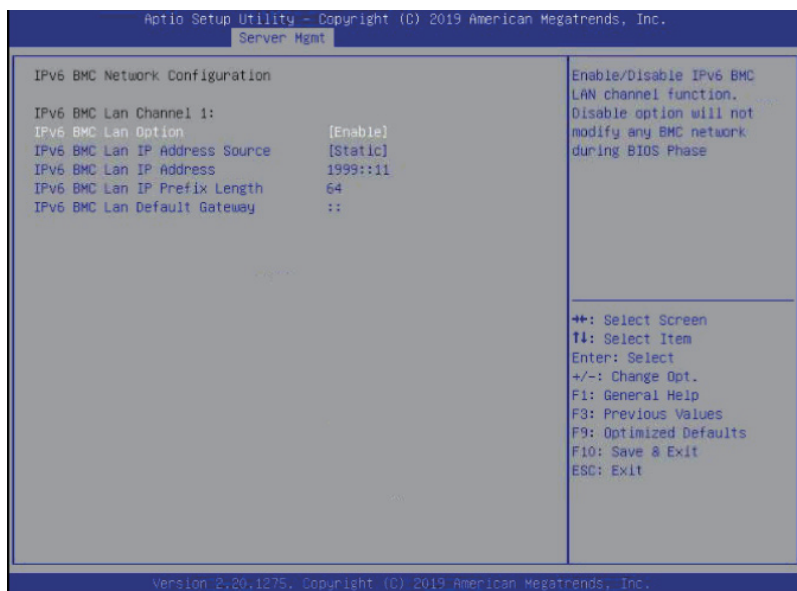 Aptio Setup Utility – Copyright (C) 2019 American Megatrends, Inc.
Server Mgmt
IPv6 BMC Network Configuration
IPv6 BMC Lan Channel 1:
IPv6 BMC Lan Option [Enable]
IPv6 BMC Lan IP Address Source [Static]
IPv6 BMC Lan IP Address 1999::11
IPv6 BMC Lan IP Prefix Length 64
IPv6 BMC Lan Default Gateway ::
Enable/Disable IPv6 BMC
LAN channel function.
Disable option will not
modify any BMC network
during BIOS Phase
→←: Select Screen
↑↓: Select Item
Enter: Select
+/-: Change Opt.
F1: General Help
F3: Previous Values
F9: Optimized Defaults
F10: Save & Exit
ESC: Exit
Version 2.20.1275. Copyright (C) 2019 American Megatrends, Inc.